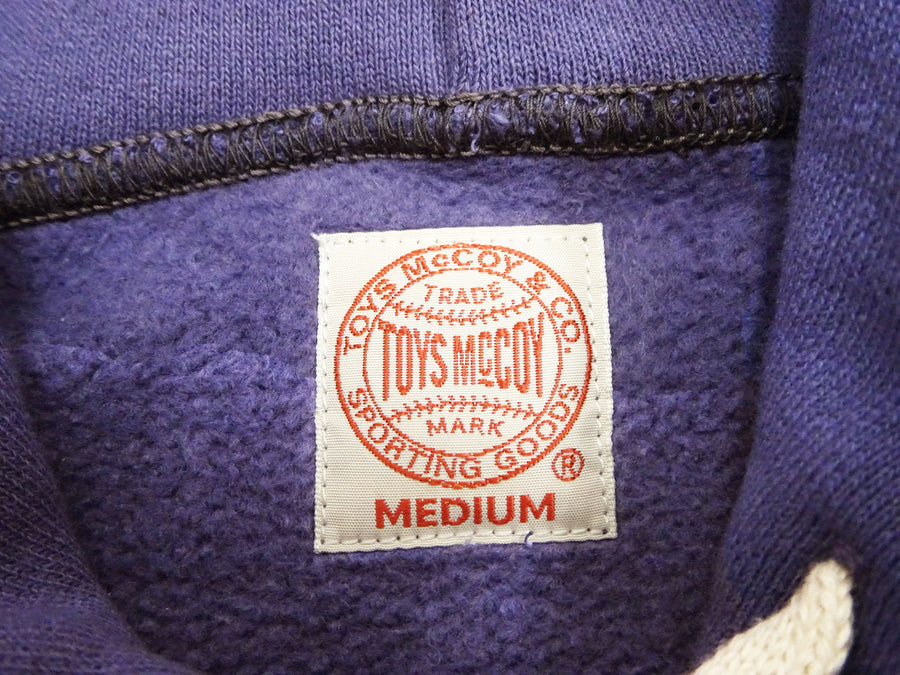 TOYS McCOY & CO.
TRADE
TOYS McCOY
MARK
SPORTING GOODS
®
MEDIUM